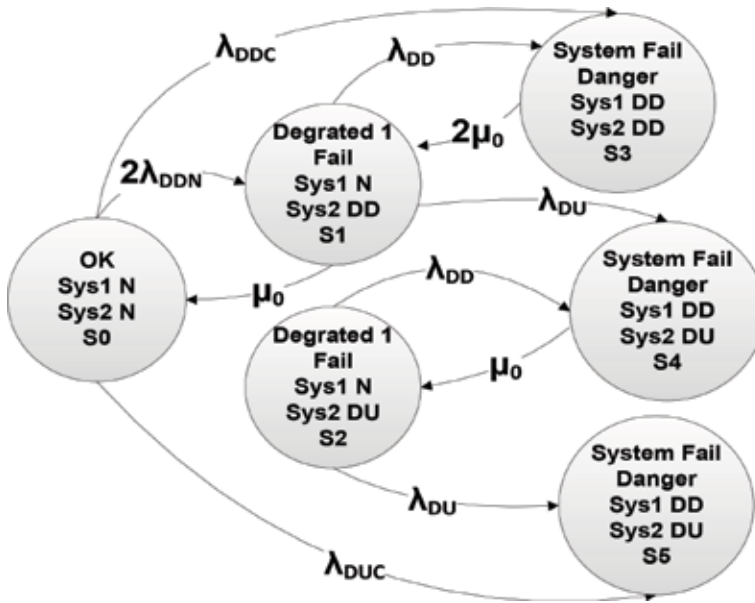 λDDC
λDD
System Fail
Danger
Sys1 DD
Sys2 DD
S3
Degrated 1
Fail
Sys1 N
Sys2 DD
S1
2μ0
2λDDN
λDU
OK
Sys1 N
Sys2 N
S0
μ0
λDD
System Fail
Danger
Sys1 DD
Sys2 DU
S4
Degrated 1
Fail
Sys1 N
Sys2 DU
S2
μ0
λDU
System Fail
Danger
Sys1 DD
Sys2 DU
S5
λDUC